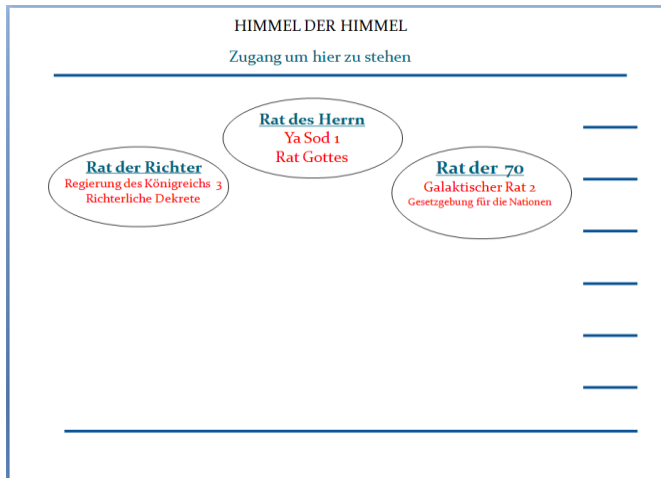 HIMMEL DER HIMMEL
Zugang um hier zu stehen
Rat des Herrn
Ya Sod 1
Rat Gottes
Rat der Richter
Regierung des Königreichs 3
Richterliche Dekrete
Rat der 70
Galaktischer Rat 2
Gesetzgebung für die Nationen